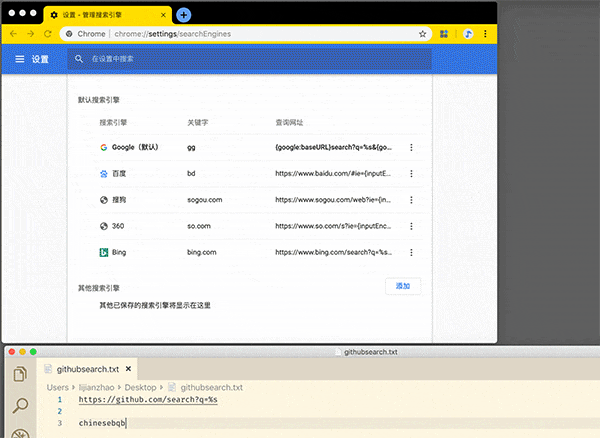 设置 - 管理搜索引擎
Chrome | chrome://settings/searchEngines
设置 在设置中搜索
默认搜索引擎
搜索引擎 关键字 查询网址
Google（默认） gg {google:baseURL}search?q=%s&{go...
百度 bd https://www.baidu.com/#ie={inputE...
搜狗 sogou.com https://www.sogou.com/web?ie={in...
360 so.com https://www.so.com/s?ie={inputEnc...
Bing bing.com https://www.bing.com/search?q=%s...
其他搜索引擎 添加
其他已保存的搜索引擎将显示在这里
githubsearch.txt
githubsearch.txt
Users › lijianzhao › Desktop › githubsearch.txt
1 https://github.com/search?q=%s
2
3 chinesebqb